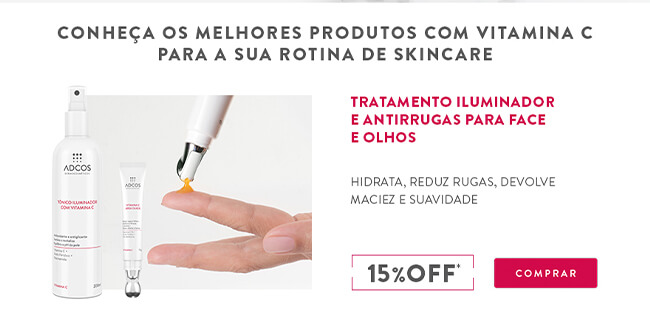 CONHEÇA OS MELHORES PRODUTOS COM VITAMINA C
PARA A SUA ROTINA DE SKINCARE
TRATAMENTO ILUMINADOR
E ANTIRRUGAS PARA FACE
E OLHOS
HIDRATA, REDUZ RUGAS, DEVOLVE
MACIEZ E SUAVIDADE
15%OFF*
COMPRAR
ADCOS
TÔNICO ILUMINADOR
COM VITAMINA C
VITAMINA C
ADCOS